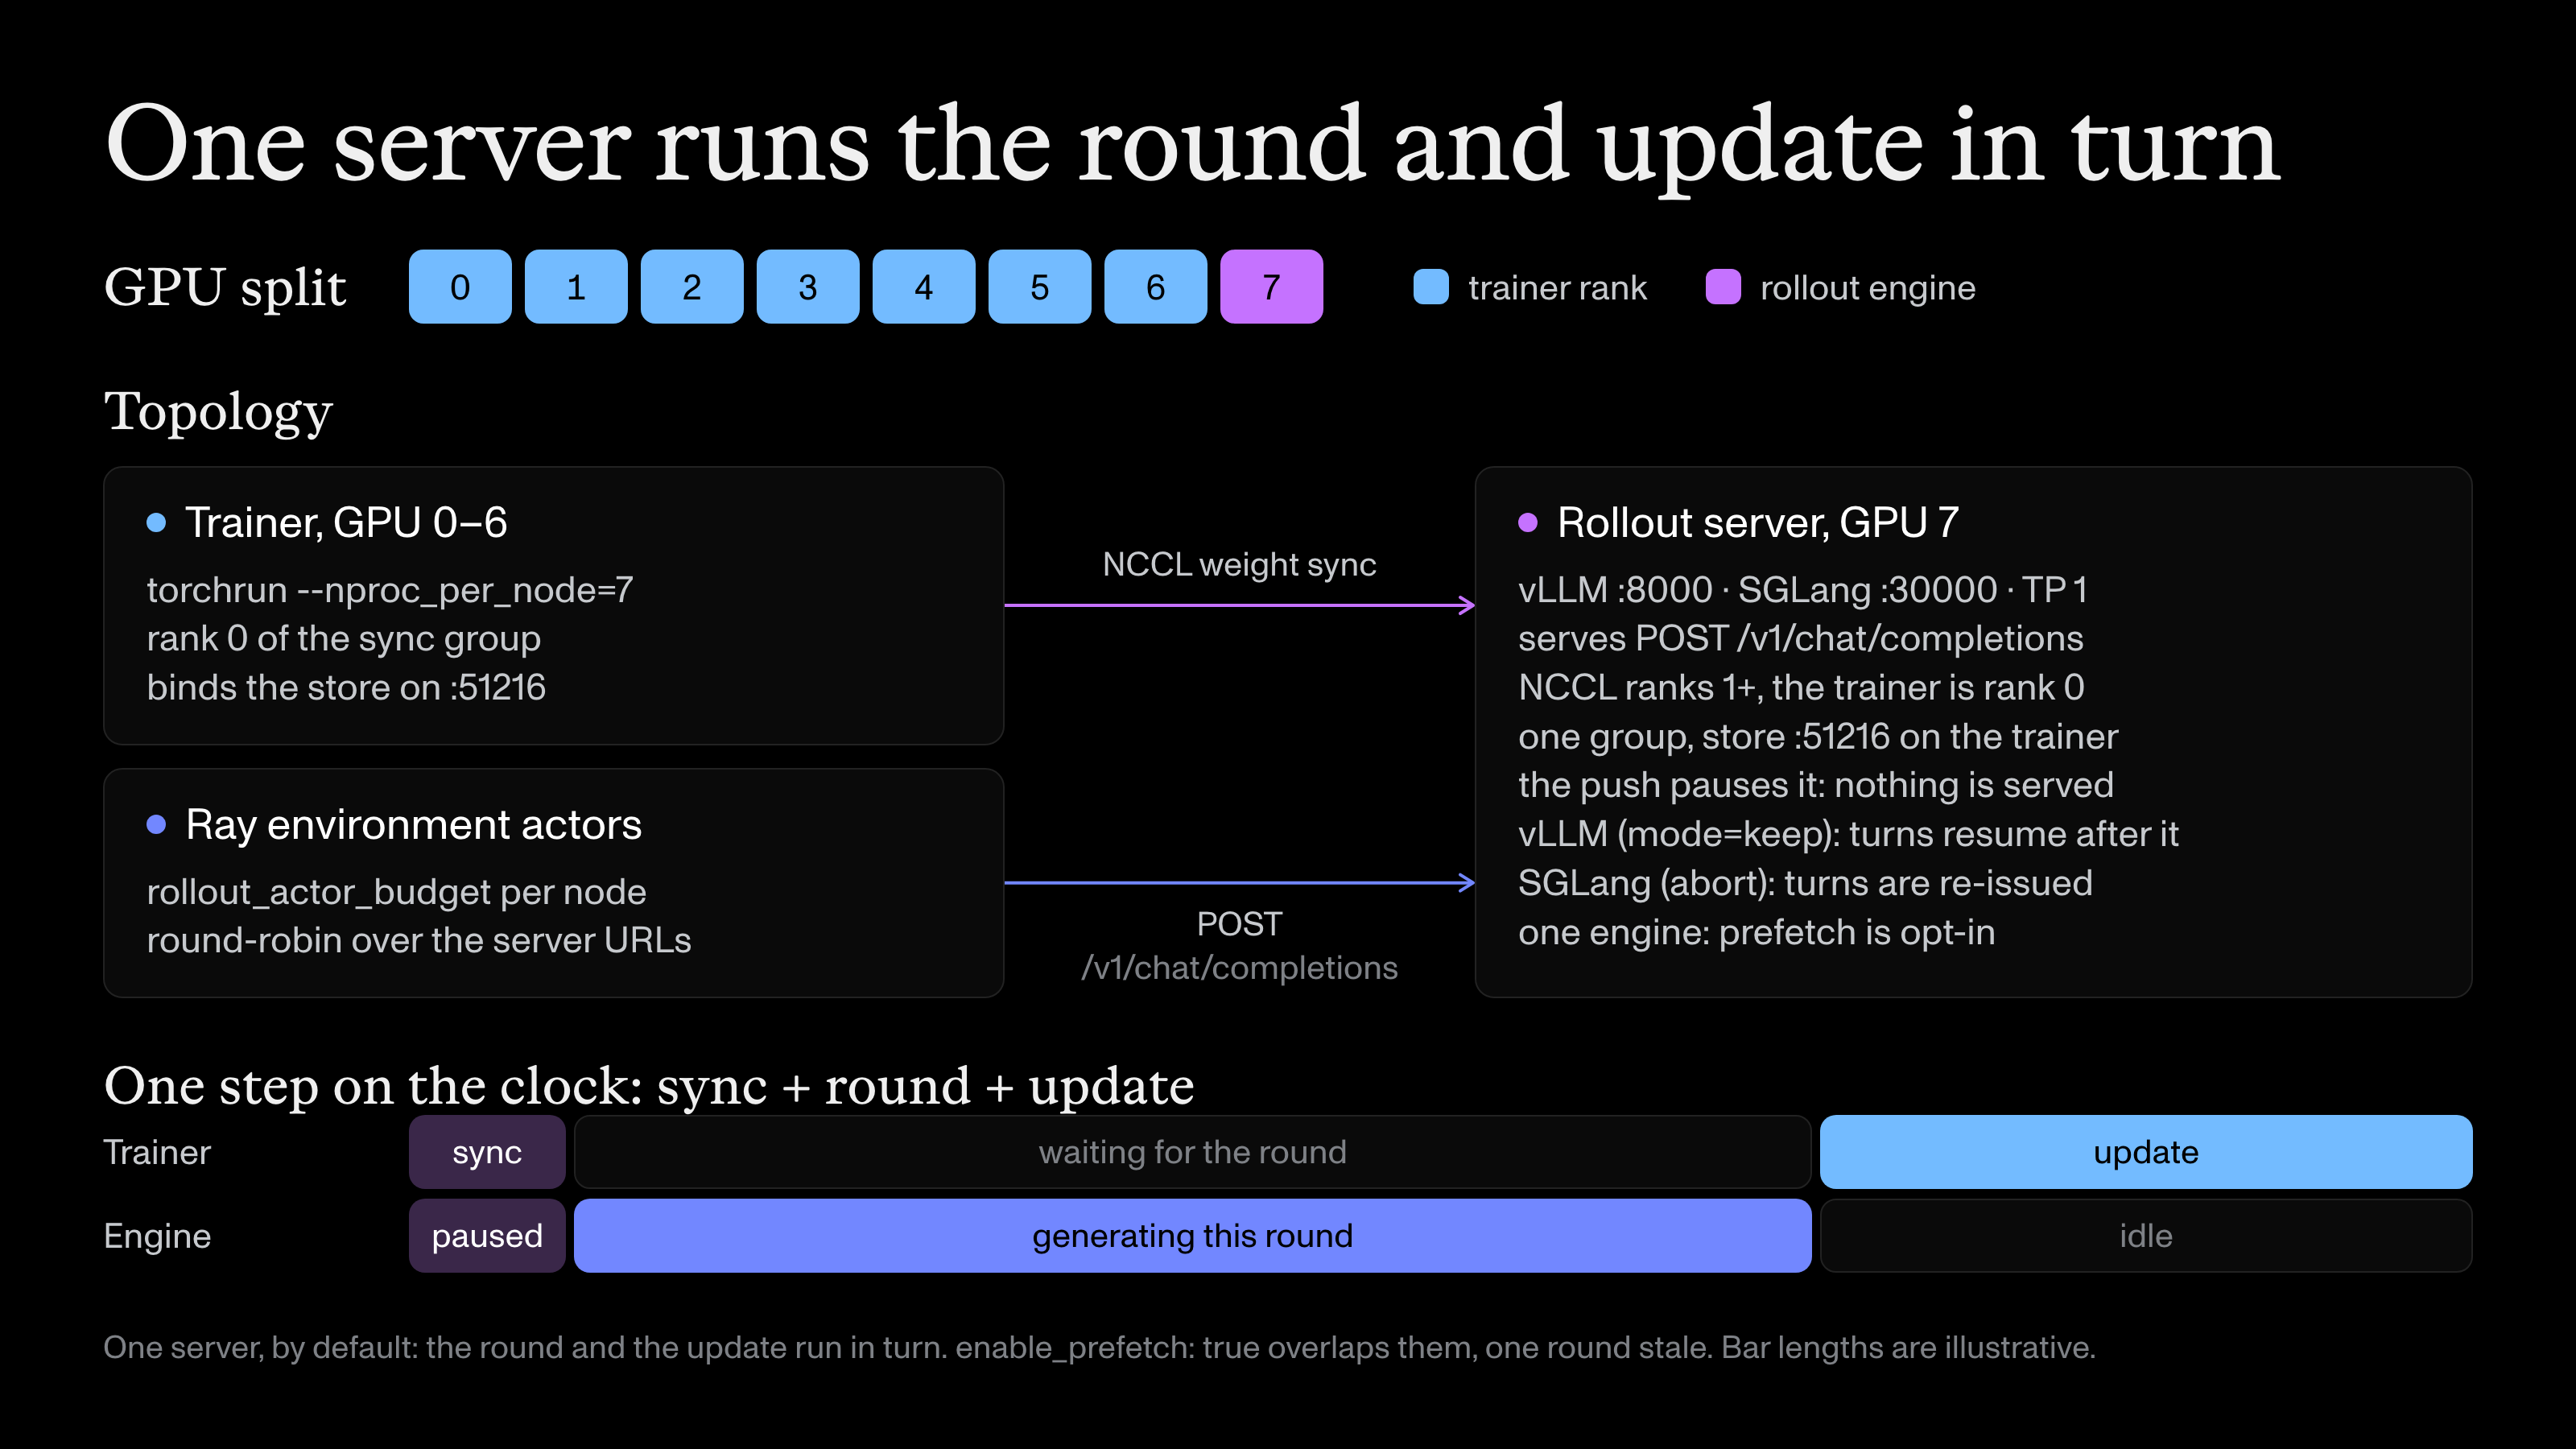 One server runs the round and update in turn
GPU split
0 1 2 3 4 5 6 7
trainer rank
rollout engine
Topology
Trainer, GPU 0–6
torchrun --nproc_per_node=7
rank 0 of the sync group
binds the store on :51216
NCCL weight sync
Ray environment actors
rollout_actor_budget per node
round-robin over the server URLs
POST
/v1/chat/completions
Rollout server, GPU 7
vLLM :8000 · SGLang :30000 · TP 1
serves POST /v1/chat/completions
NCCL ranks 1+, the trainer is rank 0
one group, store :51216 on the trainer
the push pauses it: nothing is served
vLLM (mode=keep): turns resume after it
SGLang (abort): turns are re-issued
one engine: prefetch is opt-in
One step on the clock: sync + round + update
Trainer
sync
waiting for the round
update
Engine
paused
generating this round
idle
One server, by default: the round and the update run in turn. enable_prefetch: true overlaps them, one round stale. Bar lengths are illustrative.